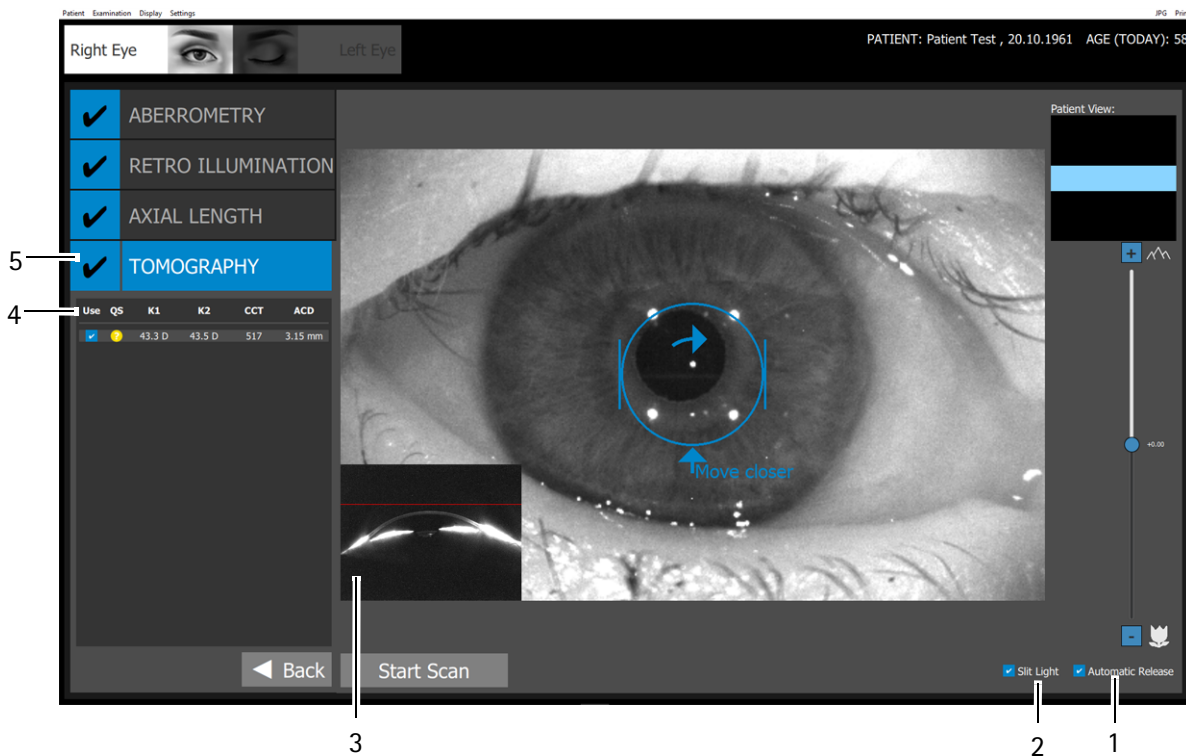 Patient Examination Display Settings JPG Prin
Right Eye Left Eye PATIENT: Patient Test , 20.10.1961 AGE (TODAY): 58
Patient View:
ABERROMETRY
RETRO ILLUMINATION
AXIAL LENGTH
5 TOMOGRAPHY
+
4 Use QS K1 K2 CCT ACD
? 43.3 D 43.5 D 517 3.15 mm
+0.00
Move closer
-
Back Start Scan
Slit Light Automatic Release
3 2 1